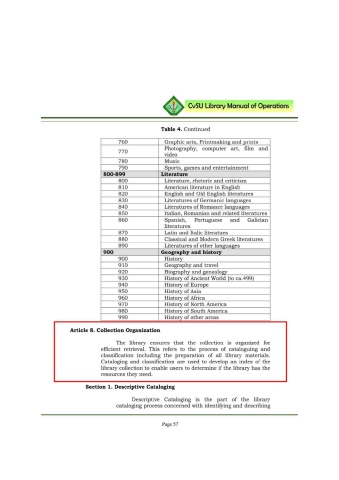 CvSU Library Manual of Operations
Table 4. Continued
760 Graphic arts, Printmaking and prints
770 Photography, computer art, film and
video
780 Music
790 Sports, games and entertainment
800-899 Literature
800 Literature, rhetoric and criticism
810 American literature in English
820 English and Old English literatures
830 Literatures of Germanic languages
840 Literatures of Romance languages
850 Italian, Romanian and related literatures
860 Spanish, Portuguese and Galician
literatures
870 Latin and Italic literatures
880 Classical and Modern Greek literatures
890 Literatures of other languages
900 Geography and history
900 History
910 Geography and travel
920 Biography and genealogy
930 History of Ancient World (to ca.499)
940 History of Europe
950 History of Asia
960 History of Africa
970 History of North America
980 History of South America
990 History of other areas
Article 8. Collection Organization
The library ensures that the collection is organized for
efficient retrieval. This refers to the process of cataloguing and
classification including the preparation of all library materials.
Cataloging and classification are used to develop an index of the
library collection to enable users to determine if the library has the
resources they need.
Section 1. Descriptive Cataloging
Descriptive Cataloging is the part of the library
cataloging process concerned with identifying and describing
Page 57